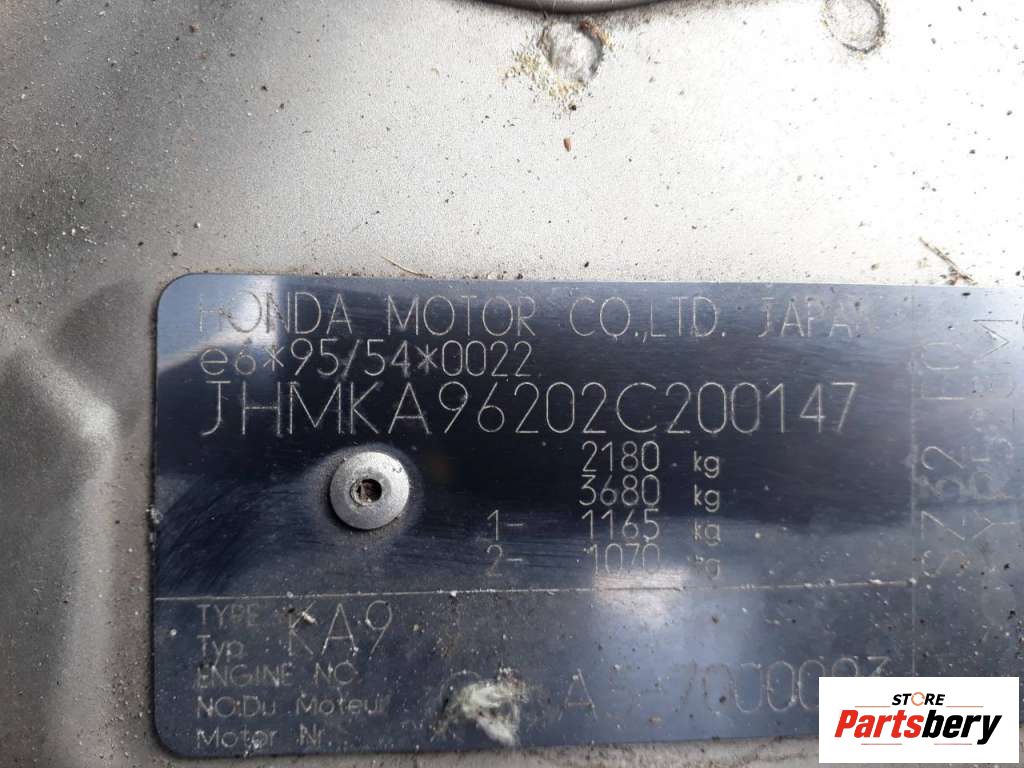 HONDA MOTOR CO.,LTD. JAPAN
e6*95/54*0022
JHMKA96202C200147
2180 kg
3680 kg
1- 1165 kg
2- 1070 kg
TYPE
Typ KA9
ENGINE NO
NO.Du Moteur
Motor Nr.
STORE
Partsbery